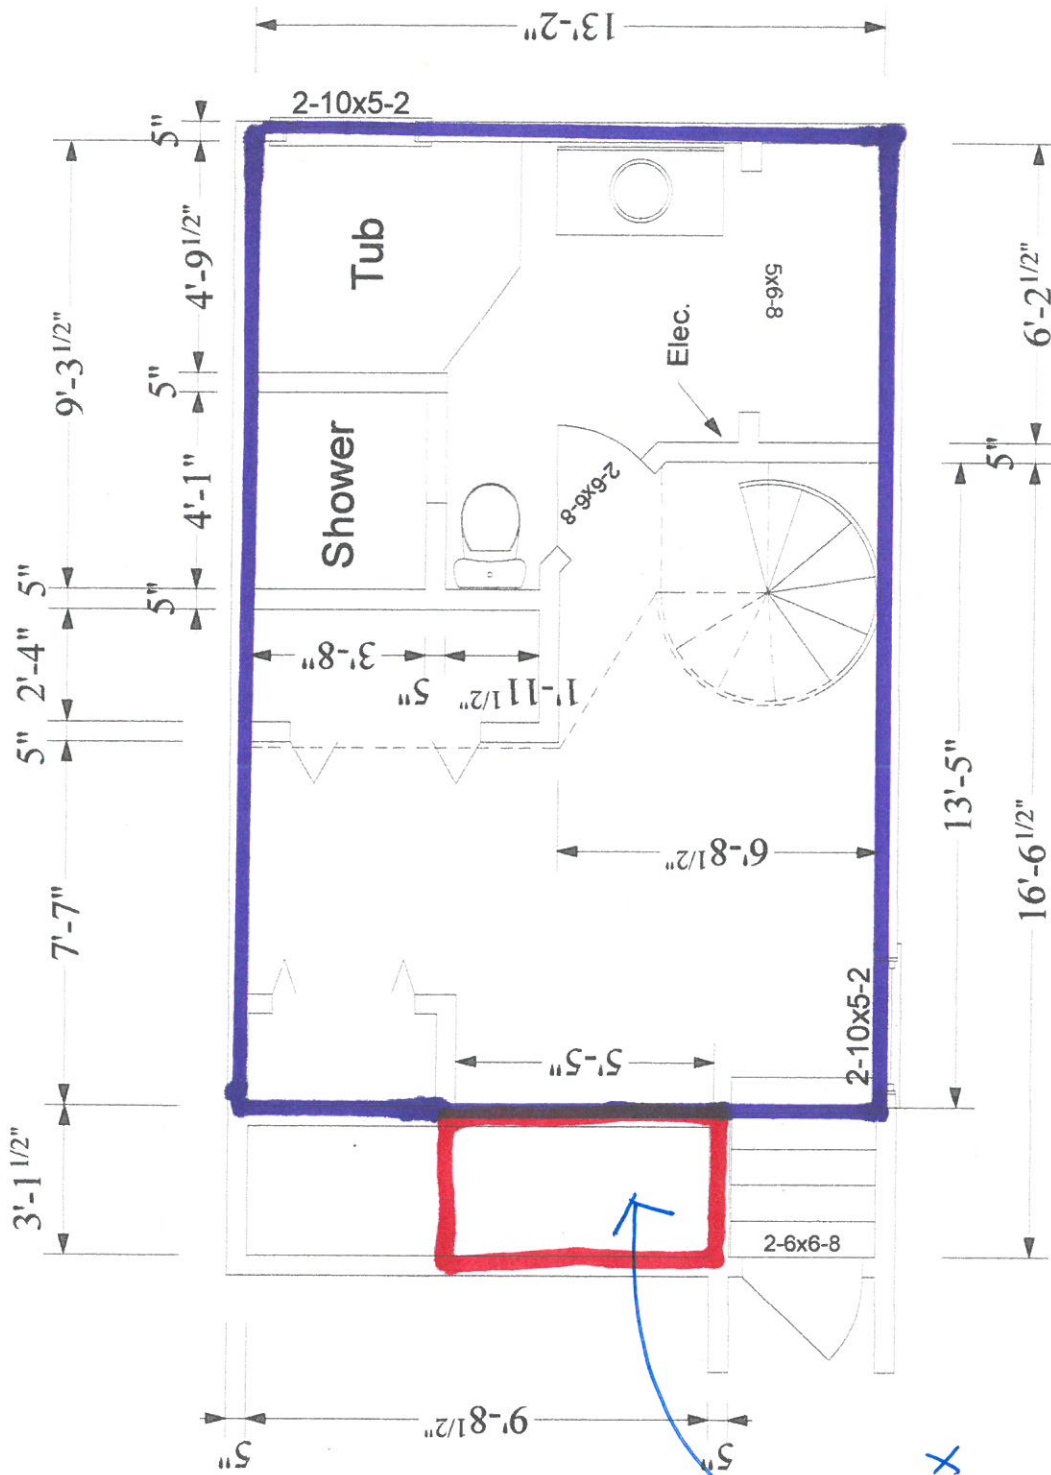 13'-2"
2-10x5-2
5"
9'-3 1/2"
4'-9 1/2"
Tub
5x6-8
6'-2 1/2"
Elec.
5"
4'-1"
Shower
2-6x6-8
5"
5"
5"
2'-4"
3'-8"
5"
1'-11 1/2"
5"
13'-5"
16'-6 1/2"
6'-8 1/2"
7'-7"
2-10x5-2
5'-5"
3'-1 1/2"
2-6x6-8
9'-8 1/2"
5"
5"
x